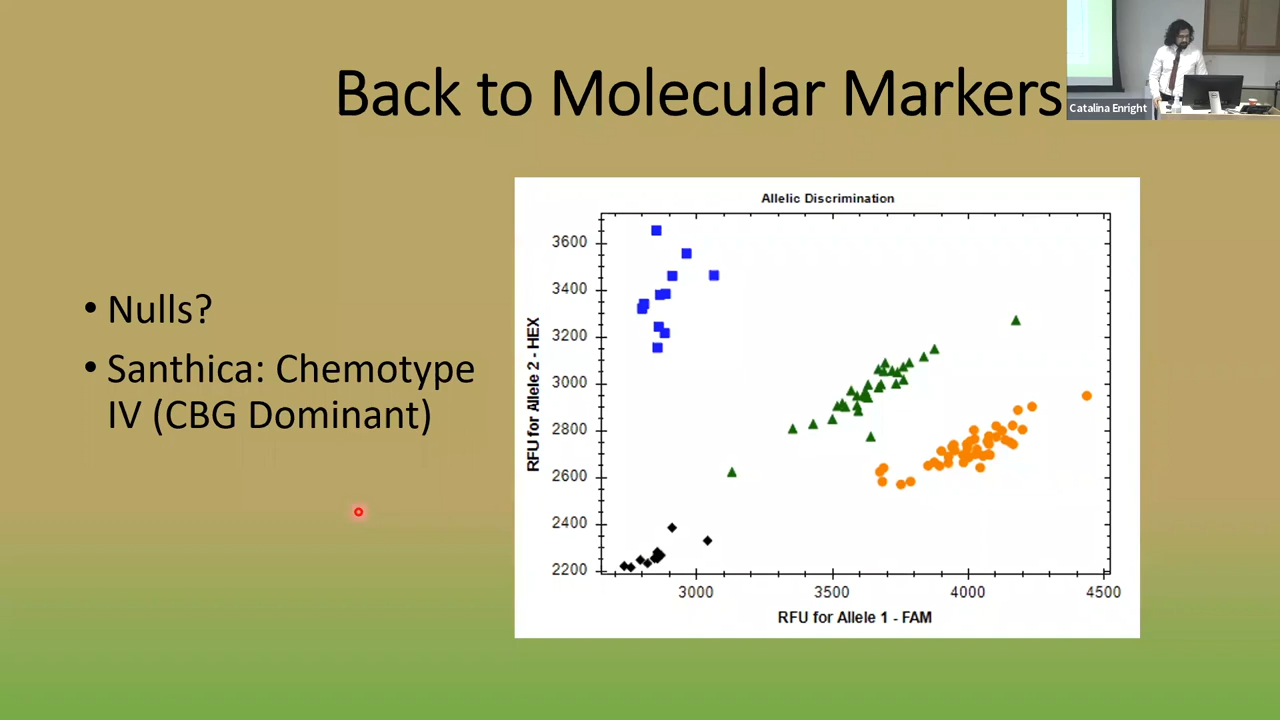 Back to Molecular Markers
Catalina Enright
• Nulls?
• Santhica: Chemotype
IV (CBG Dominant)
Allelic Discrimination
RFU for Allele 2 - HEX
3600
3400
3200
3000
2800
2600
2400
2200
3000 3500 4000 4500
RFU for Allele 1 - FAM